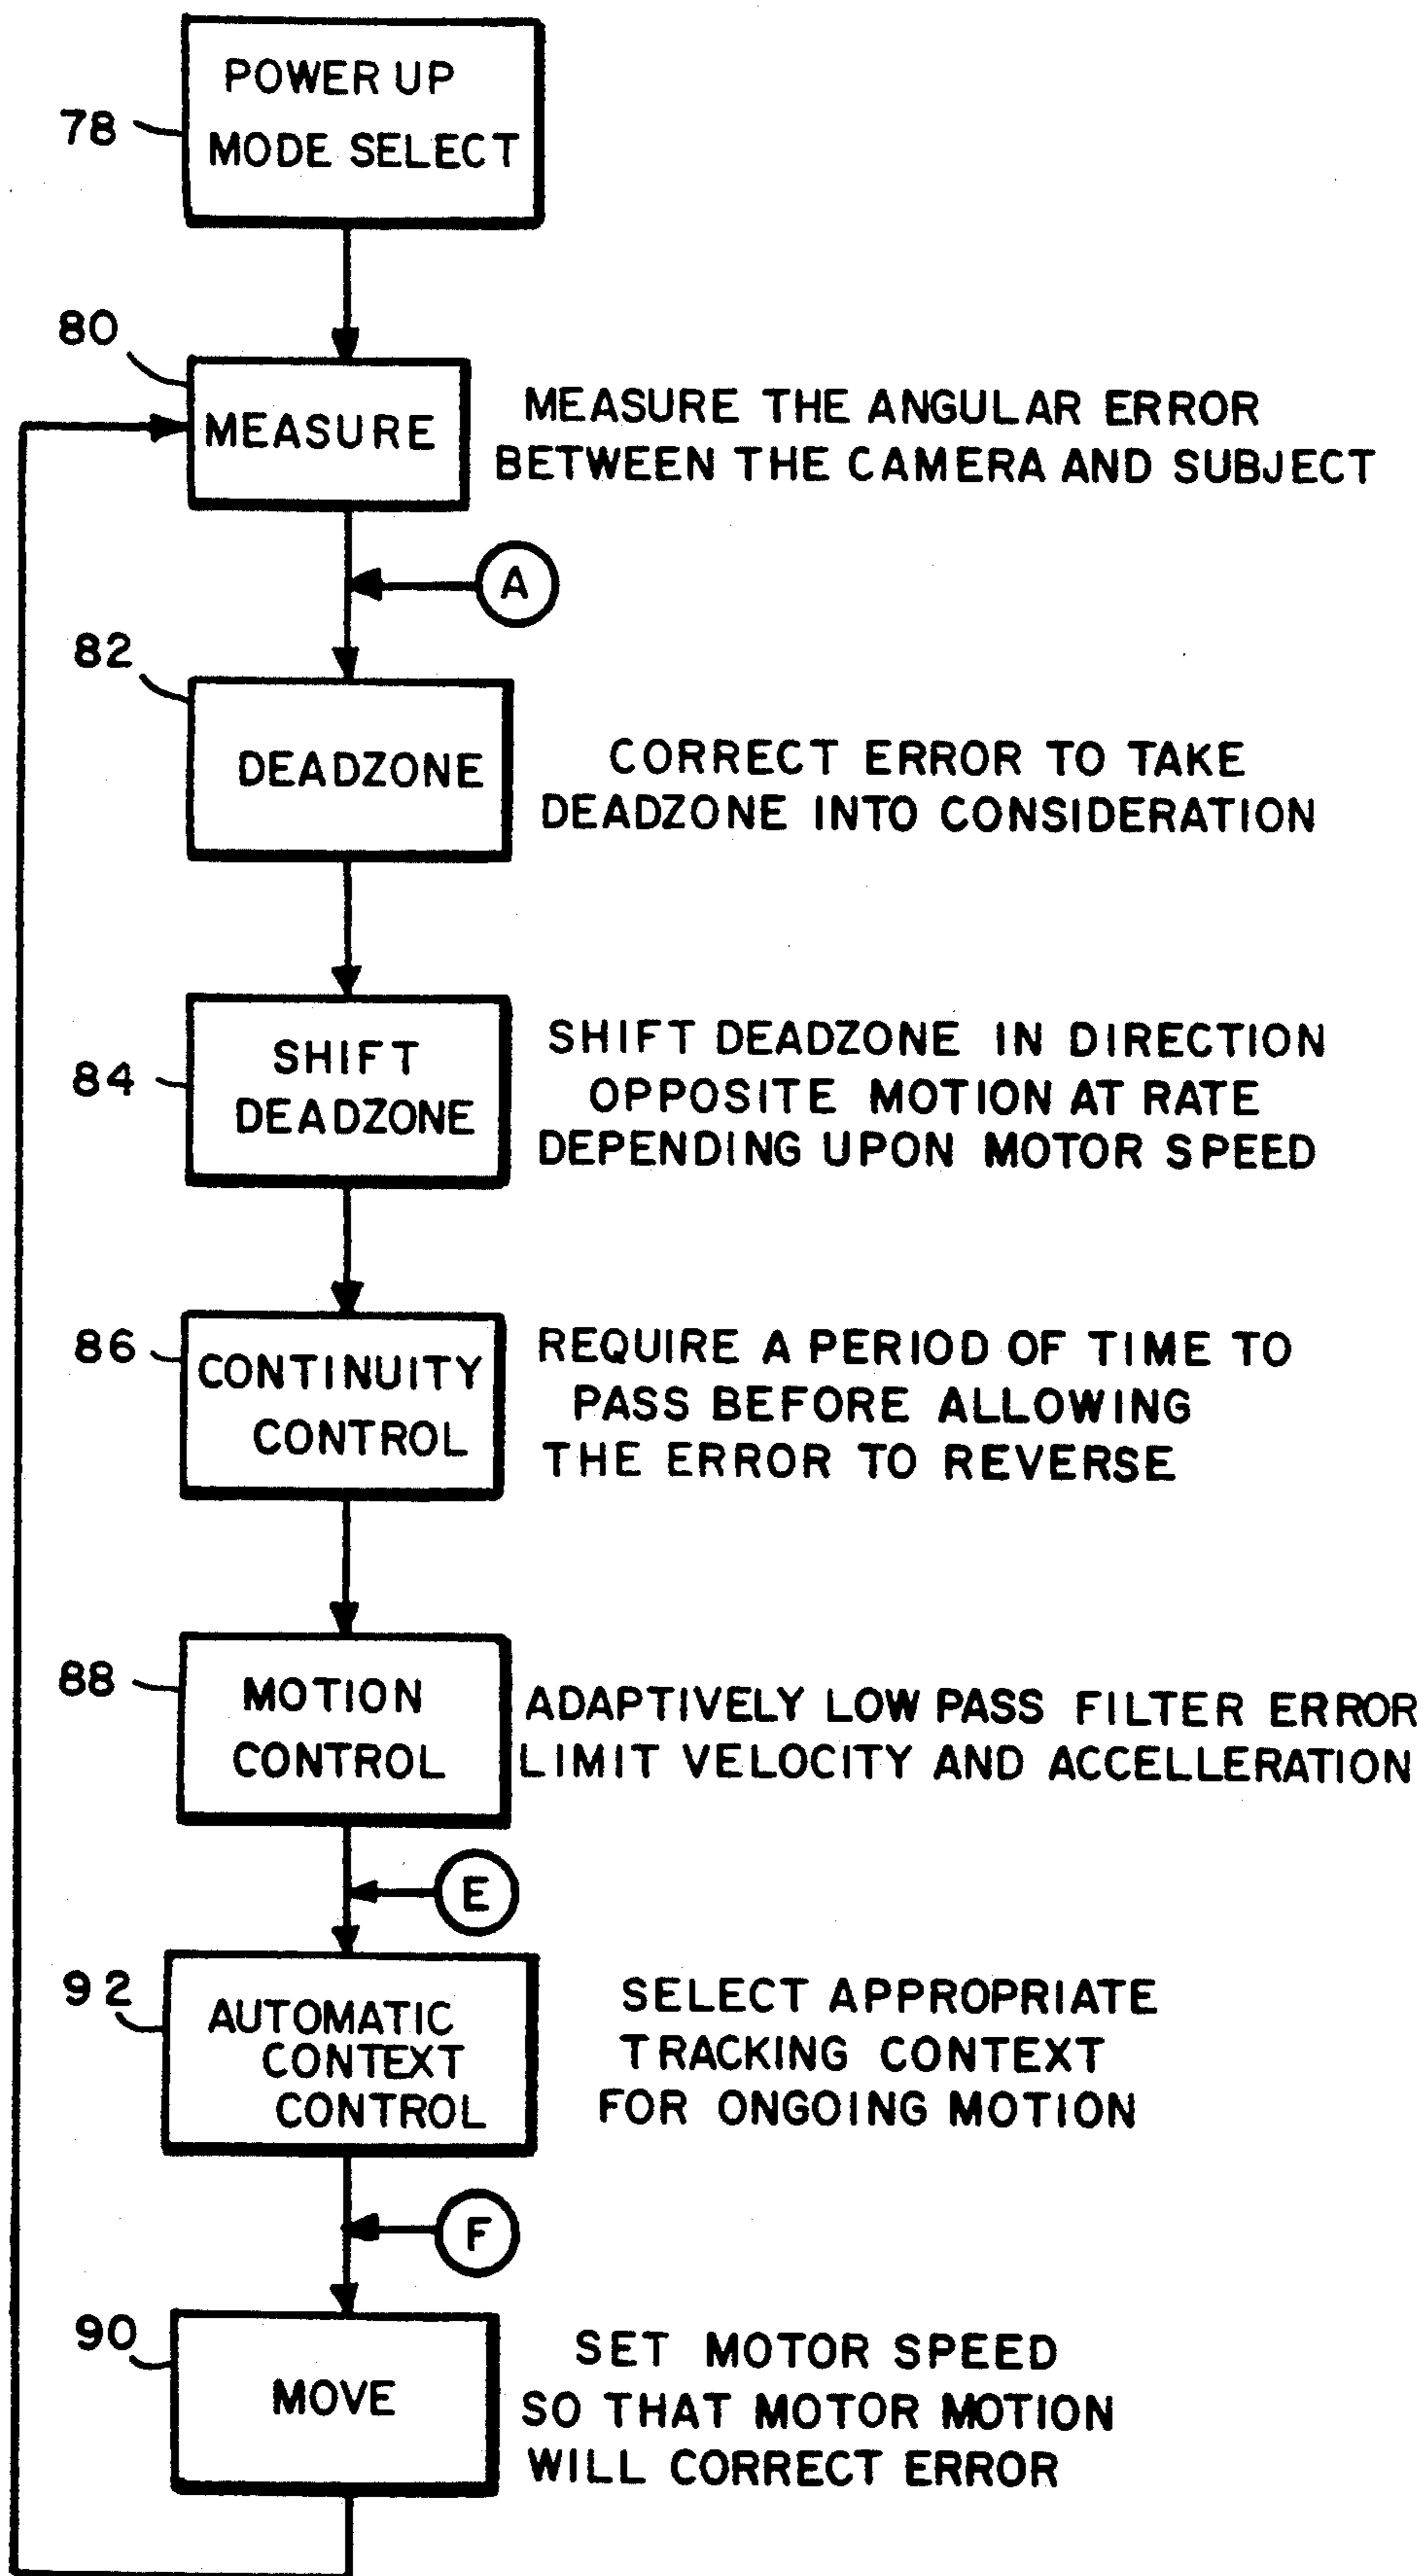 POWER UP
MODE SELECT
78
80
MEASURE
MEASURE THE ANGULAR ERROR
BETWEEN THE CAMERA AND SUBJECT
A
82
DEADZONE
CORRECT ERROR TO TAKE
DEADZONE INTO CONSIDERATION
84
SHIFT
DEADZONE
SHIFT DEADZONE IN DIRECTION
OPPOSITE MOTION AT RATE
DEPENDING UPON MOTOR SPEED
86
CONTINUITY
CONTROL
REQUIRE A PERIOD OF TIME TO
PASS BEFORE ALLOWING
THE ERROR TO REVERSE
88
MOTION
CONTROL
ADAPTIVELY LOW PASS FILTER ERROR
LIMIT VELOCITY AND ACCELLERATION
E
92
AUTOMATIC
CONTEXT
CONTROL
SELECT APPROPRIATE
TRACKING CONTEXT
FOR ONGOING MOTION
F
90
MOVE
SET MOTOR SPEED
SO THAT MOTOR MOTION
WILL CORRECT ERROR